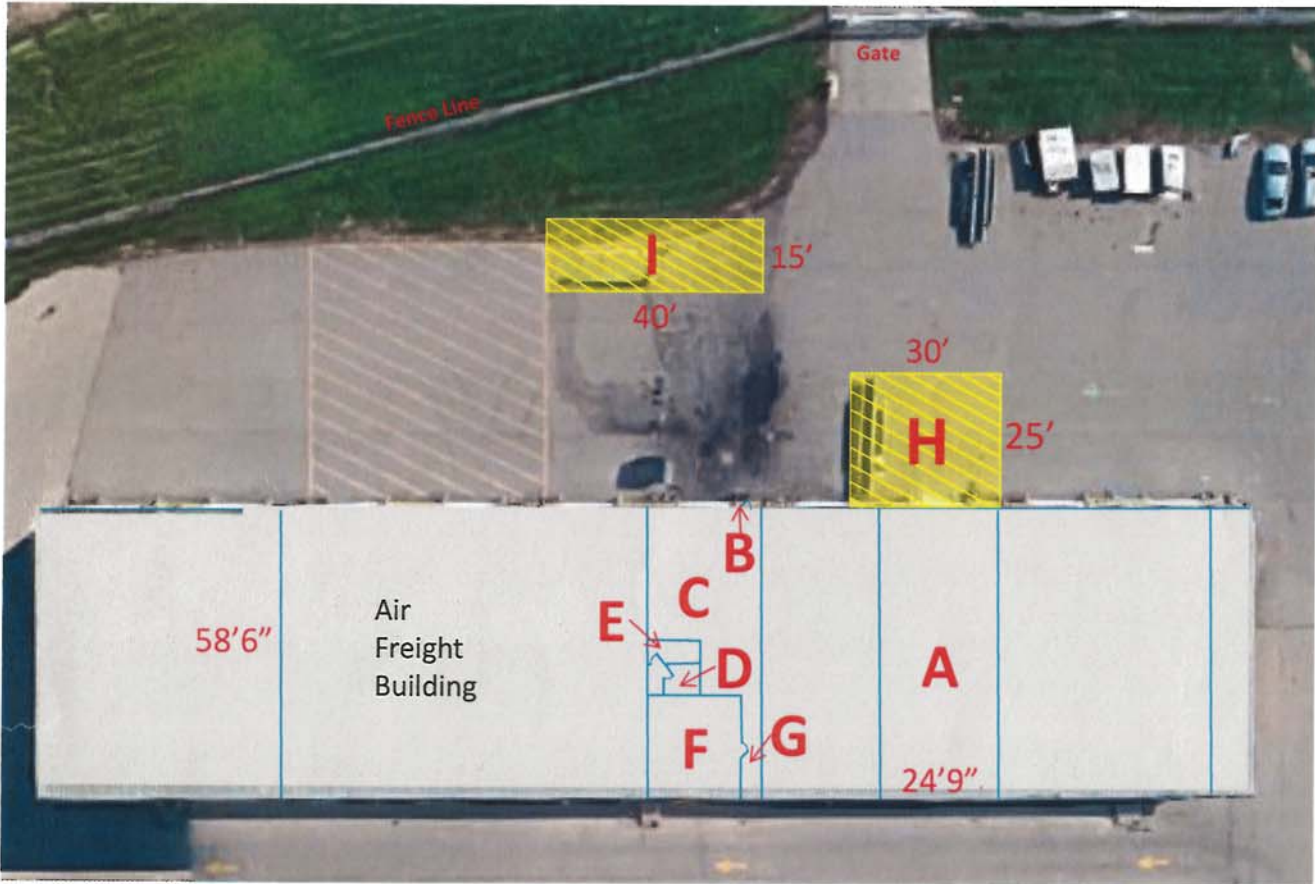 Gate
Fence Line
I
15’
40’
30’
H
25’
B
C
Air
Freight
Building
E
58’6”
D
A
F
G
24’9”